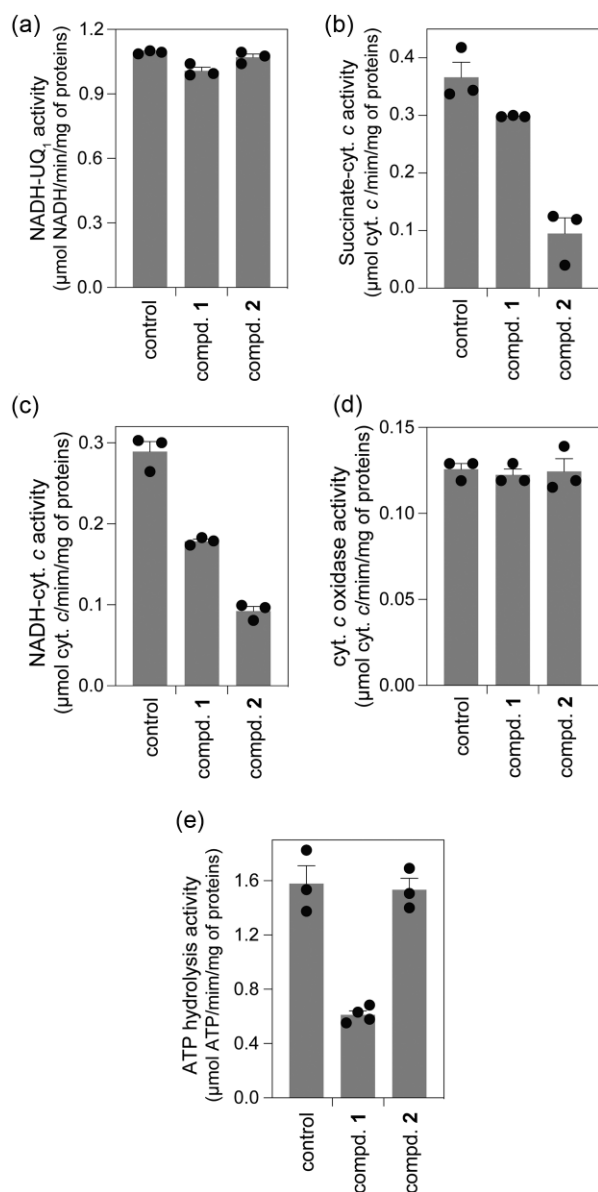 (a)
NADH-UQ1 activity
(μmol NADH/min/mg of proteins)
1.2
0.9
0.6
0.3
0.0
control
compd. 1
compd. 2
(b)
Succinate-cyt. c activity
(μmol cyt. c /mim/mg of proteins)
0.4
0.3
0.1
0.0
control
compd. 1
compd. 2
(c)
NADH-cyt. c activity
(μmol cyt. c/mim/mg of proteins)
0.3
0.2
0.1
0.0
control
compd. 1
compd. 2
(d)
cyt. c oxidase activity
(μmol cyt. c/mim/mg of proteins)
0.15
0.10
0.05
0.00
control
compd. 1
compd. 2
(e)
ATP hydrolysis activity
(μmol ATP/mim/mg of proteins)
1.6
0.8
0.4
0.0
control
compd. 1
compd. 2